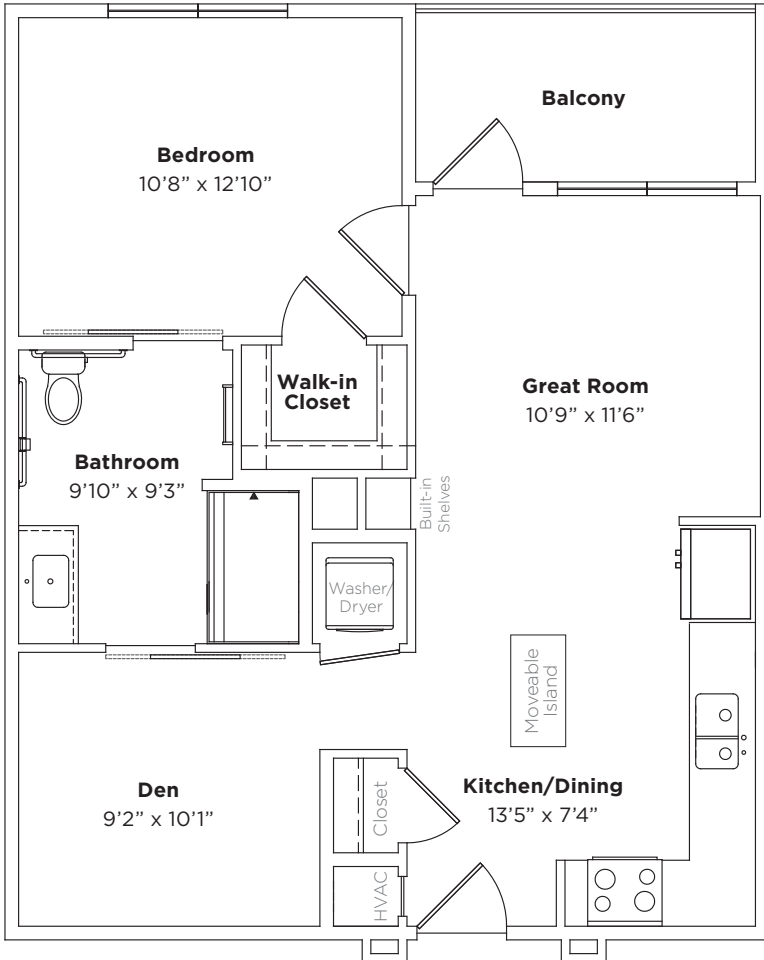 Balcony
Bedroom
10’8” x 12’10”
Walk-in
Closet
Great Room
10’9” x 11’6”
Bathroom
9’10” x 9’3”
Built-in
Shelves
Washer/
Dryer
Moveable
Island
Den
9’2” x 10’1”
Closet
Kitchen/Dining
13’5” x 7’4”
HVAC